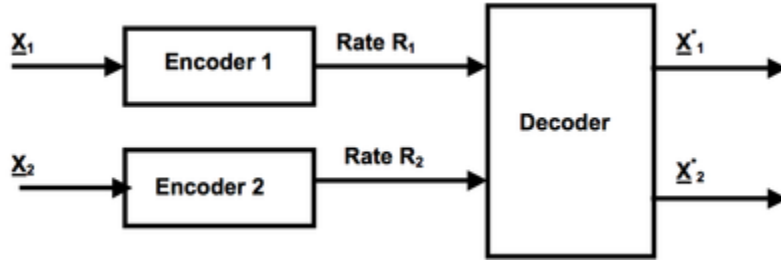 X₁
Encoder 1
Rate R₁
X*₁
Decoder
X₂
Encoder 2
Rate R₂
X*₂